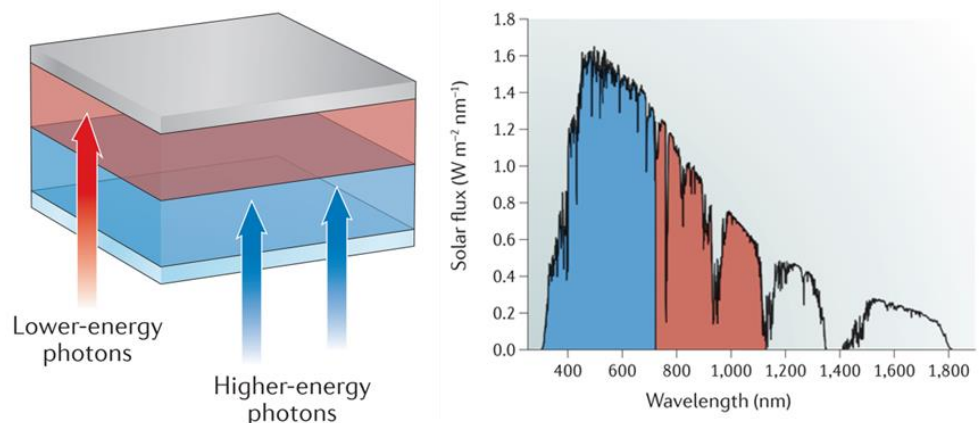 Lower-energy
photons
Higher-energy
photons
Solar flux (W m⁻² nm⁻¹)
1.8
1.6
1.4
1.2
1.0
0.8
0.6
0.4
0.2
0.0
400 600 800 1,000 1,200 1,400 1,600 1,800
Wavelength (nm)